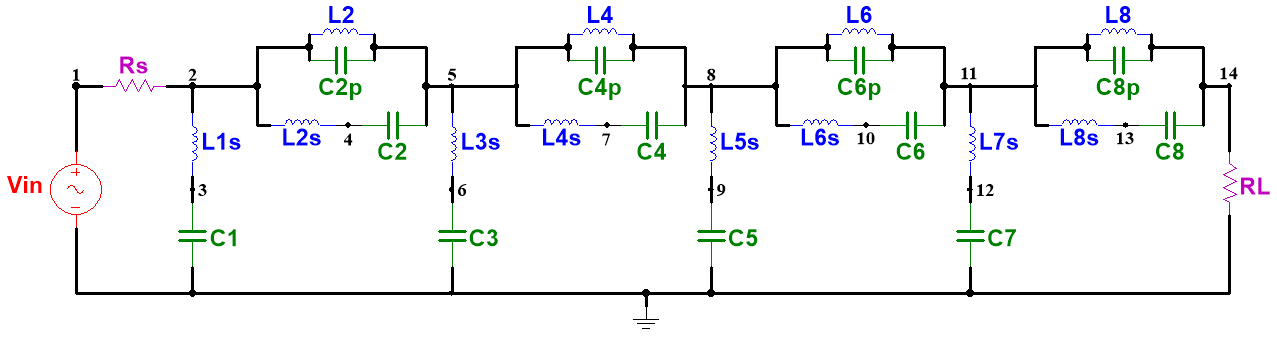 L2 L4 L6 L8
1 Rs 2 C2p 5 C4p 8 C6p 11 C8p 14
L1s L2s 4 C2 L3s L4s 7 C4 L5s L6s 10 C6 L7s L8s 13 C8
Vin + 3 6 9 12 RL
C1 C3 C5 C7